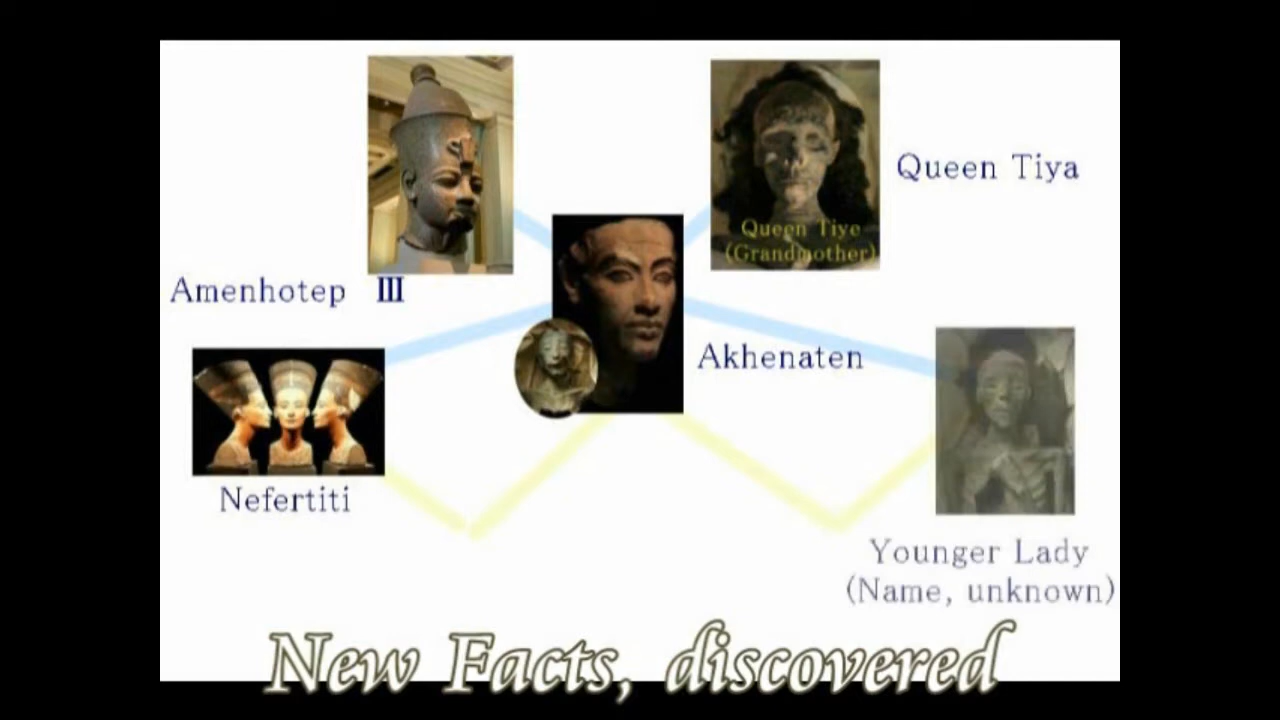 Queen Tiya
Queen Tiye
(Grandmother)
Amenhotep III
Akhenaten
Nefertiti
Younger Lady
(Name, unknown)
New Facts, discovered